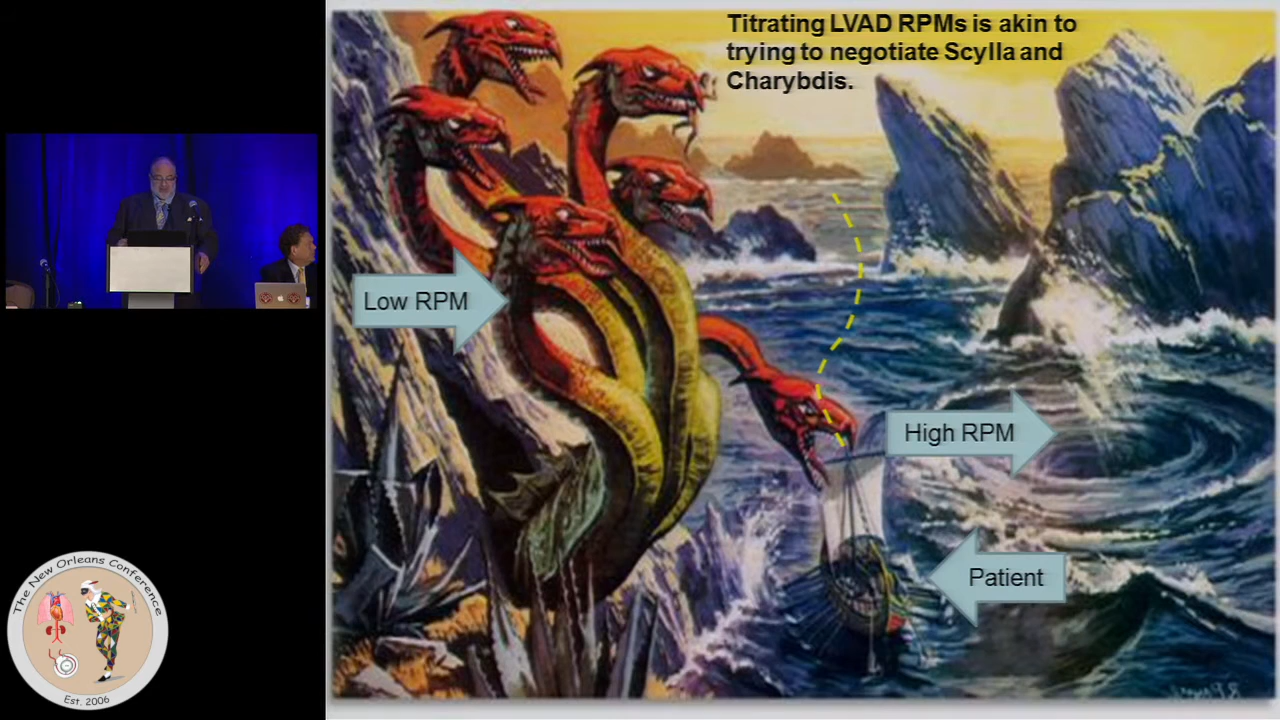 Titrating LVAD RPMs is akin to
trying to negotiate Scylla and
Charybdis.
Low RPM
High RPM
Patient
The New Orleans Conference
Est. 2006